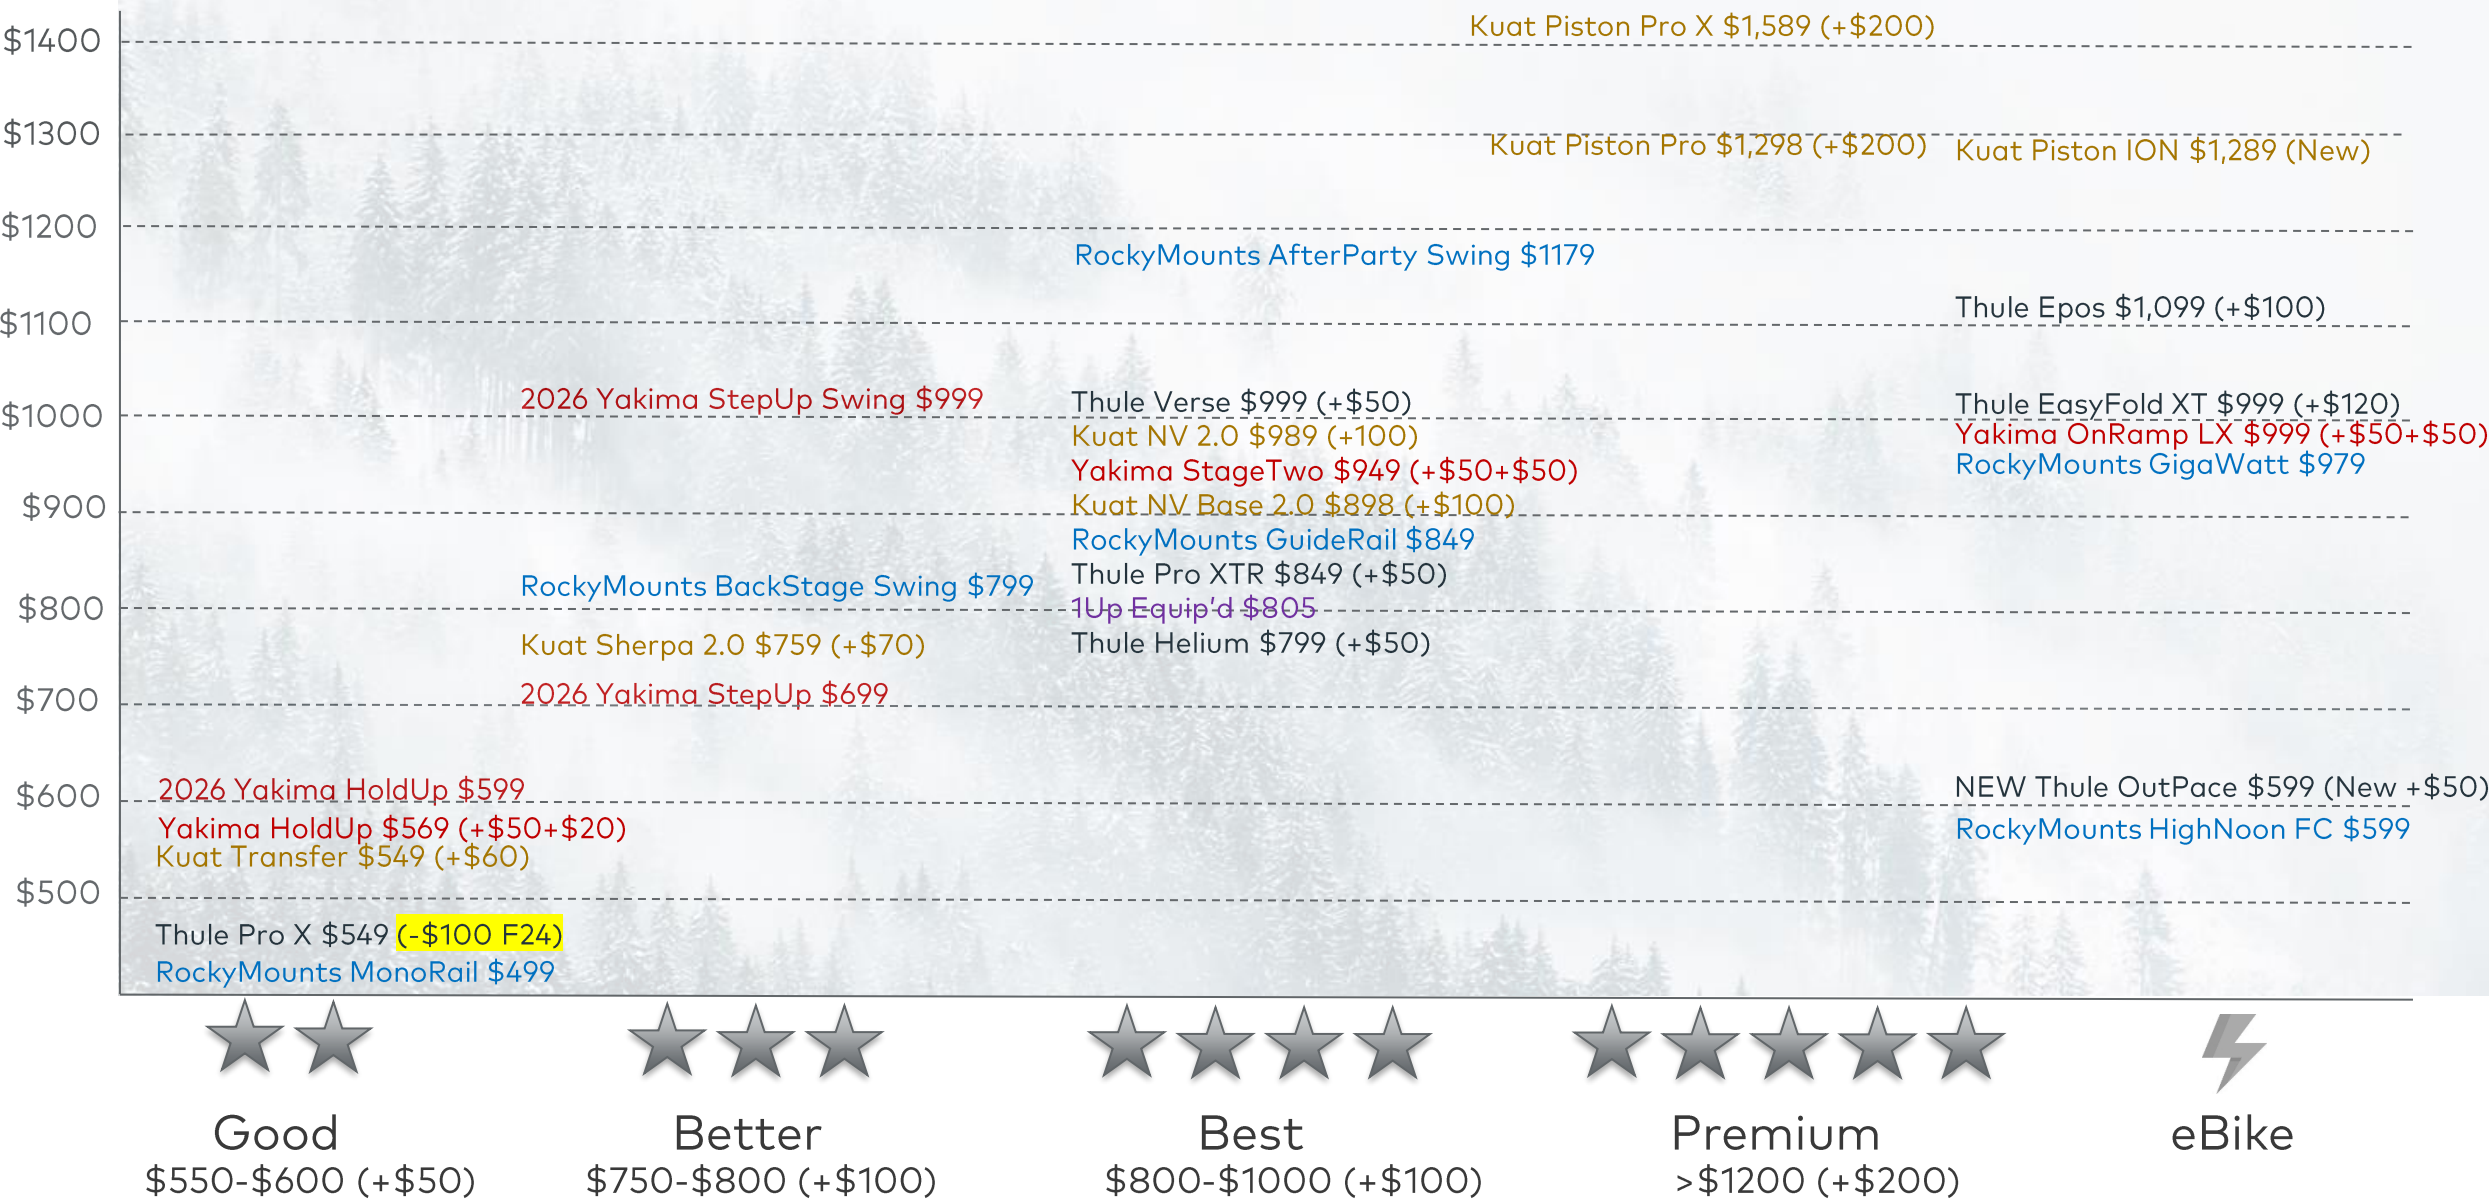 $1400
$1300
$1200
$1100
$1000
$900
$800
$700
$600
$500
Kuat Piston Pro X $1,589 (+$200)
Kuat Piston Pro $1,298 (+$200)
Kuat Piston ION $1,289 (New)
RockyMounts AfterParty Swing $1179
Thule Epos $1,099 (+$100)
2026 Yakima StepUp Swing $999
Thule Verse $999 (+$50)
Thule EasyFold XT $999 (+$120)
Kuat NV 2.0 $989 (+100)
Yakima OnRamp LX $999 (+$50+$50)
Yakima StageTwo $949 (+$50+$50)
RockyMounts GigaWatt $979
Kuat NV Base 2.0 $898 (+$100)
RockyMounts GuideRail $849
Thule Pro XTR $849 (+$50)
RockyMounts BackStage Swing $799
1Up Equip’d $805
Kuat Sherpa 2.0 $759 (+$70)
Thule Helium $799 (+$50)
2026 Yakima StepUp $699
2026 Yakima HoldUp $599
NEW Thule OutPace $599 (New +$50)
Yakima HoldUp $569 (+$50+$20)
RockyMounts HighNoon FC $599
Kuat Transfer $549 (+$60)
Thule Pro X $549 (-$100 F24)
RockyMounts MonoRail $499
Good
$550-$600 (+$50)
Better
$750-$800 (+$100)
Best
$800-$1000 (+$100)
Premium
>$1200 (+$200)
eBike